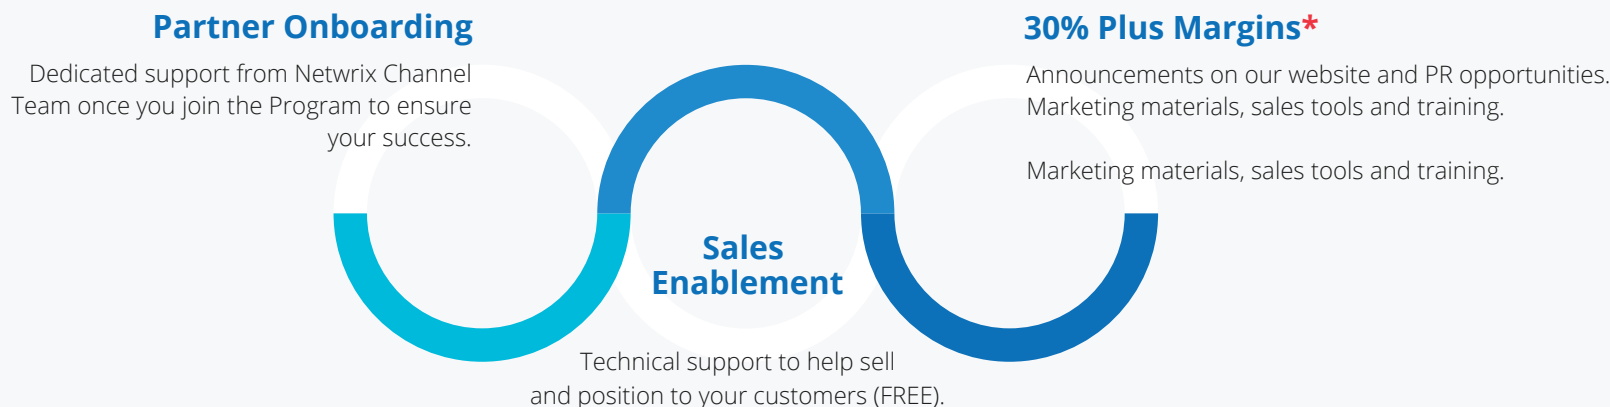 Partner Onboarding
Dedicated support from Netwrix Channel
Team once you join the Program to ensure
your success.
Sales
Enablement
Technical support to help sell
and position to your customers (FREE).
30% Plus Margins*
Announcements on our website and PR opportunities.
Marketing materials, sales tools and training.
Marketing materials, sales tools and training.